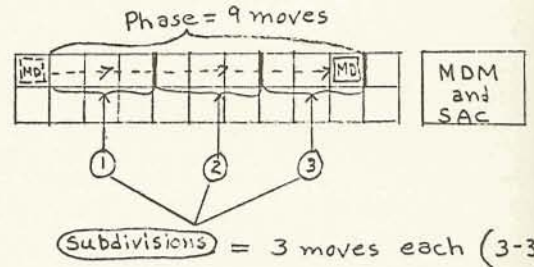 Phase = 9 moves
MD
MD
MDM
and
SAC
1 2 3
Subdivisions = 3 moves each (3-3